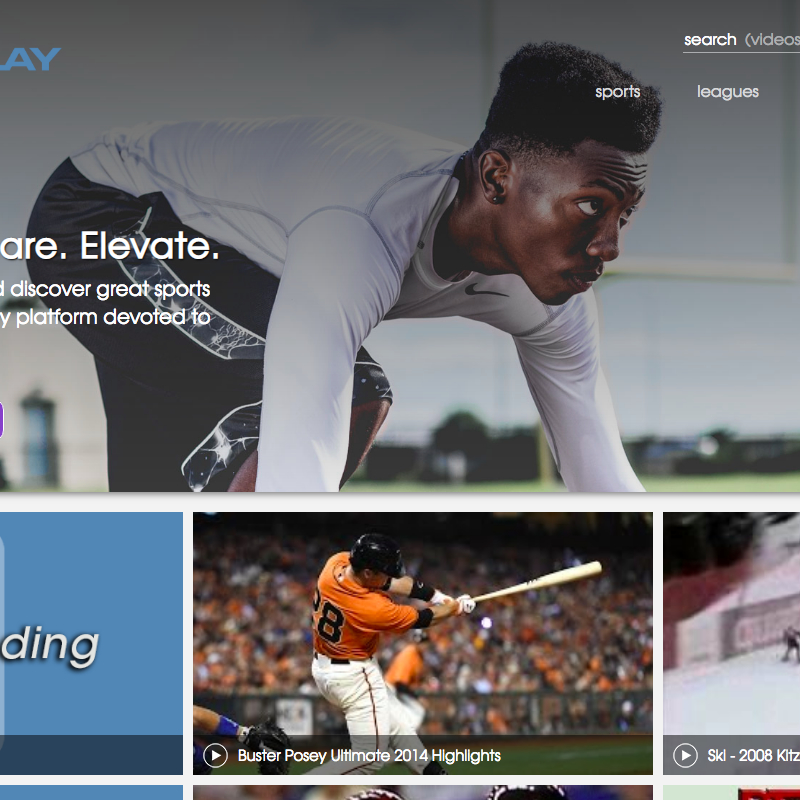 search (videos
LAY
sports
leagues
are. Elevate.
d discover great sports
y platform devoted to
ding
28
Buster Posey Ultimate 2014 Highlights
Ski - 2008 Kitz